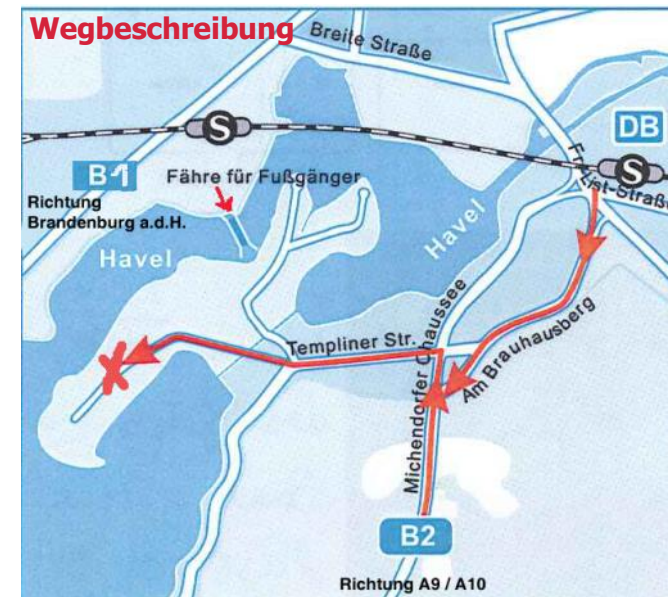 Wegbeschreibung
Breite Straße
S
DB
S
Fr.-List-Straße
B1
Fähre für Fußgänger
Richtung
Brandenburg a.d.H.
Havel
Havel
Templiner Str.
Michendorfer Chaussee
Am Brauhausberg
B2
Richtung A9 / A10